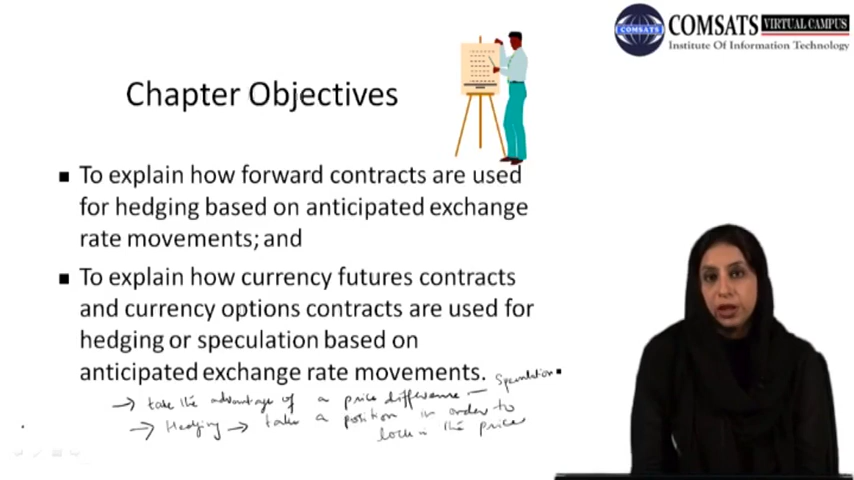 COMSATS
COMSATS VIRTUAL CAMPUS
Institute Of Information Technology
Chapter Objectives
To explain how forward contracts are used
for hedging based on anticipated exchange
rate movements; and
To explain how currency futures contracts
and currency options contracts are used for
hedging or speculation based on
anticipated exchange rate movements.
Speculation
→ take the advantage of a price difference —
→ Hedging → take a position in order to
lock in the prices